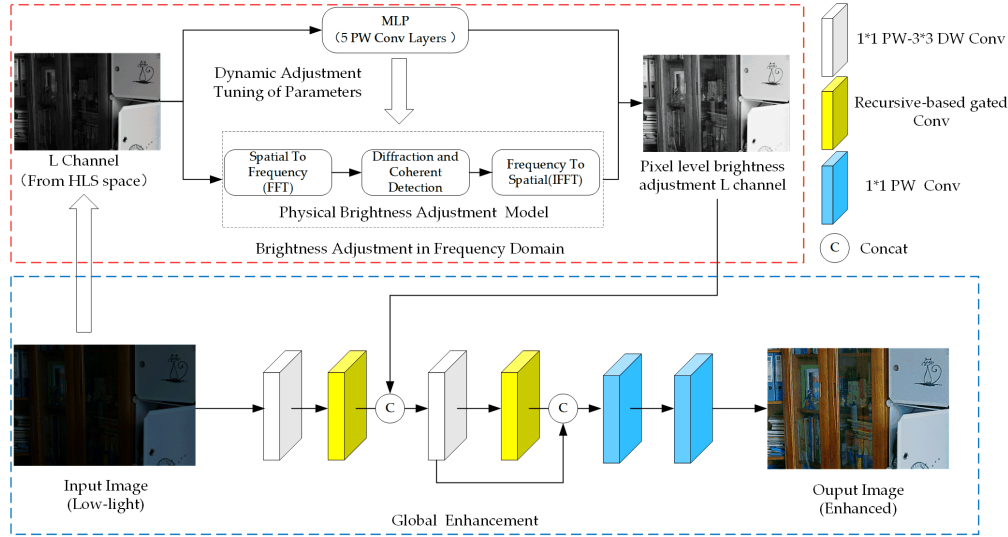 MLP
(5 PW Conv Layers )
Dynamic Adjustment
Tuning of Parameters
L Channel
(From HLS space)
Spatial To
Frequency
(FFT)
Diffraction and
Coherent
Detection
Frequency To
Spatial(IFFT)
Physical Brightness Adjustment Model
Brightness Adjustment in Frequency Domain
Pixel level brightness
adjustment L channel
1*1 PW-3*3 DW Conv
Recursive-based gated
Conv
1*1 PW Conv
C
Concat
C
C
Input Image
(Low-light)
Global Enhancement
Ouput Image
(Enhanced)